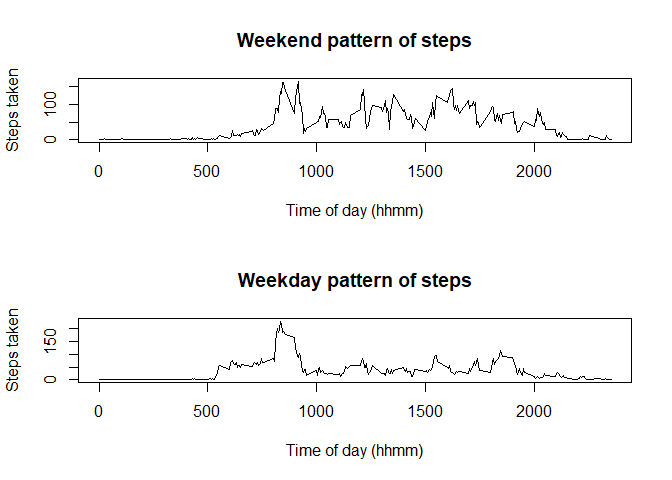 Weekend pattern of steps
Steps taken
100
0
0 500 1000 1500 2000
Time of day (hhmm)
Weekday pattern of steps
Steps taken
150
0
0 500 1000 1500 2000
Time of day (hhmm)